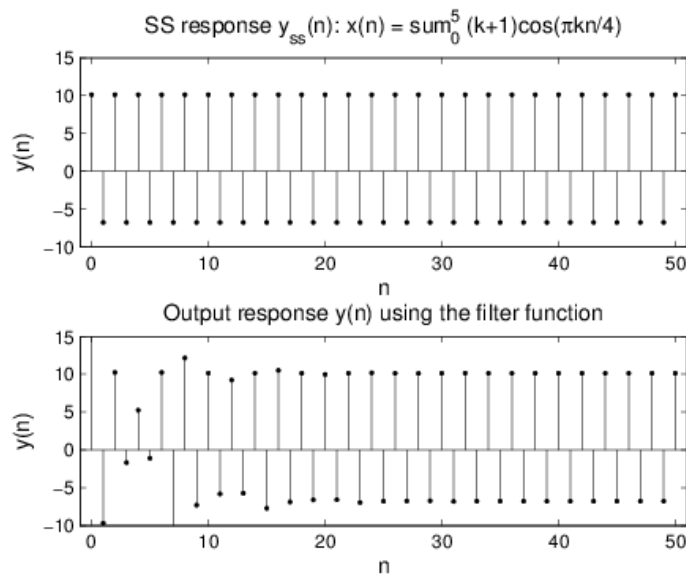 SS response y_ss(n): x(n) = sum_0^5 (k+1)cos(πkn/4)
15
10
5
0
−5
−10
y(n)
0 10 20 30 40 50
n
Output response y(n) using the filter function
15
10
5
0
−5
−10
y(n)
0 10 20 30 40 50
n